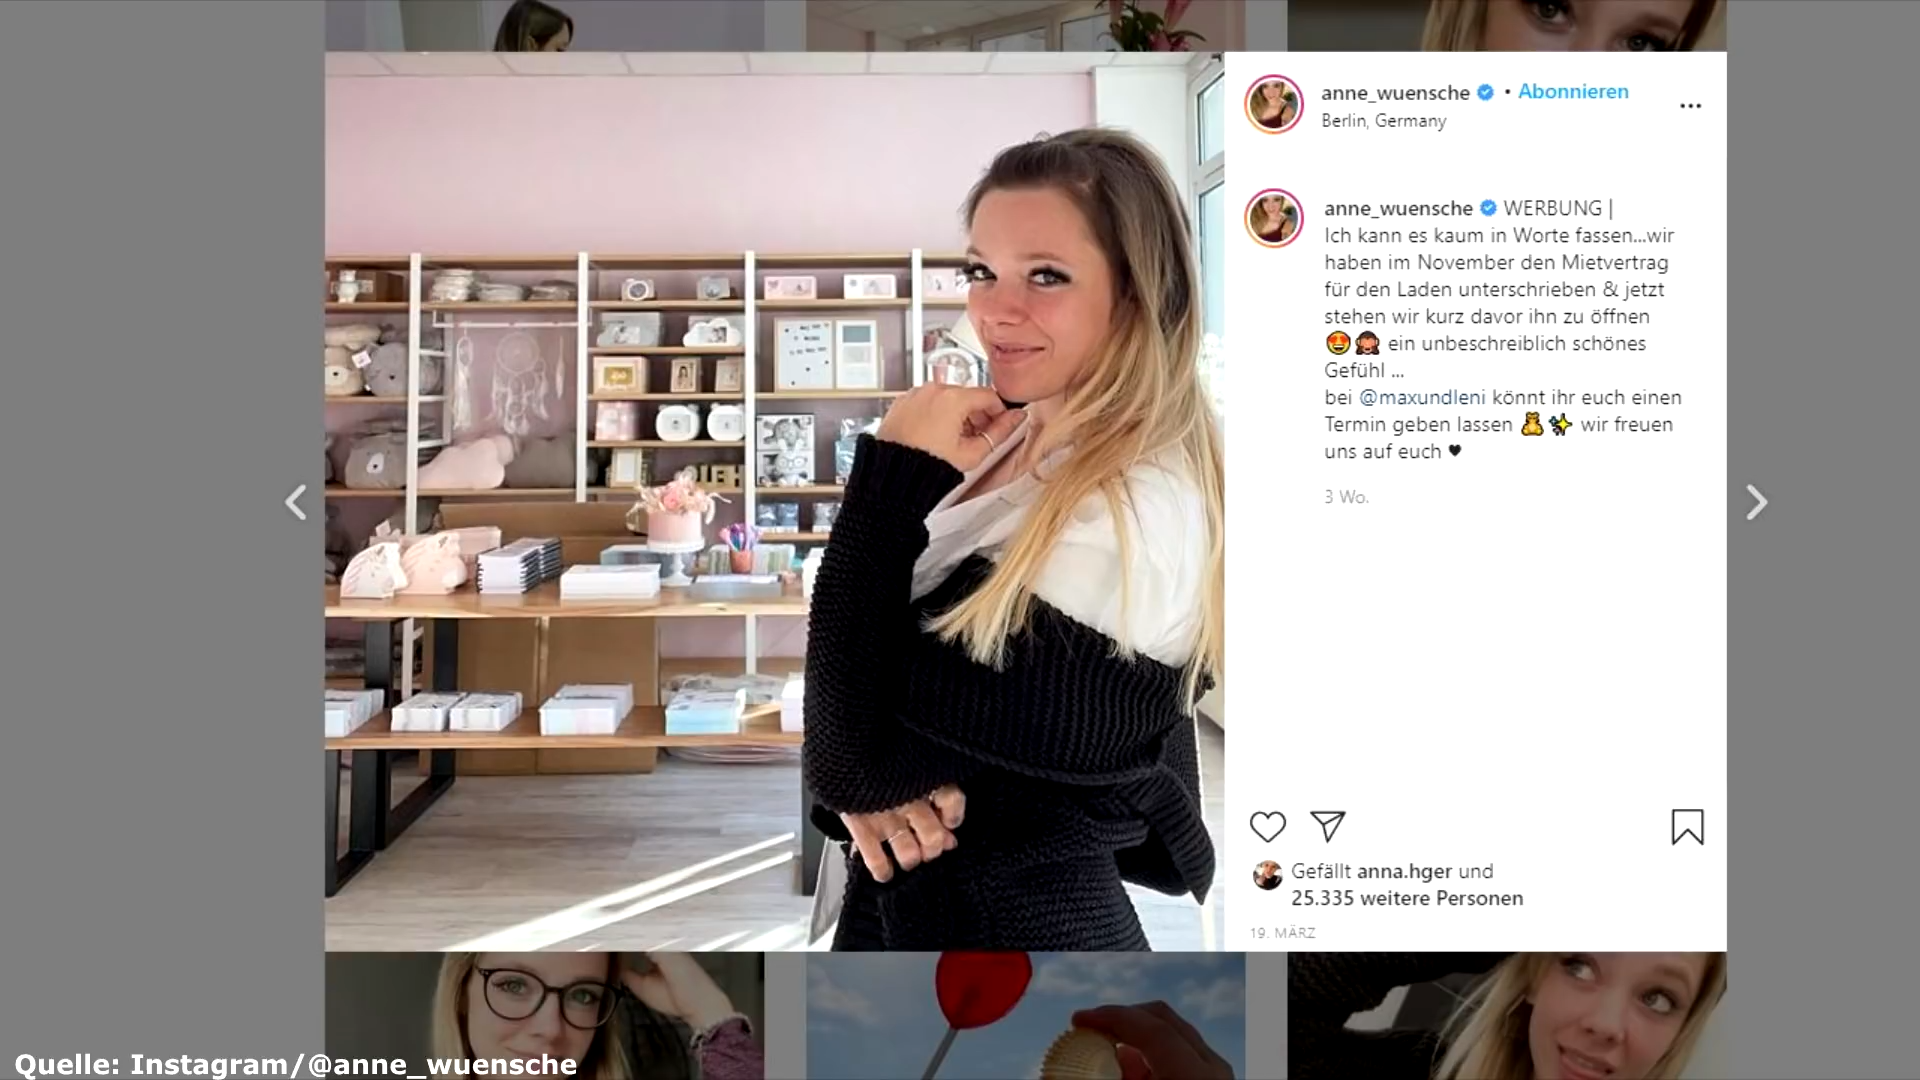 anne_wuensche • Abonnieren
Berlin, Germany
anne_wuensche WERBUNG |
Ich kann es kaum in Worte fassen...wir
haben im November den Mietvertrag
für den Laden unterschrieben & jetzt
stehen wir kurz davor ihn zu öffnen
😍🙈 ein unbeschreiblich schönes
Gefühl ...
bei @maxundleni könnt ihr euch einen
Termin geben lassen 🧸✨ wir freuen
uns auf euch ♥
3 Wo.
Gefällt anna.hger und
25.335 weitere Personen
19. MÄRZ
Quelle: Instagram/@anne_wuensche